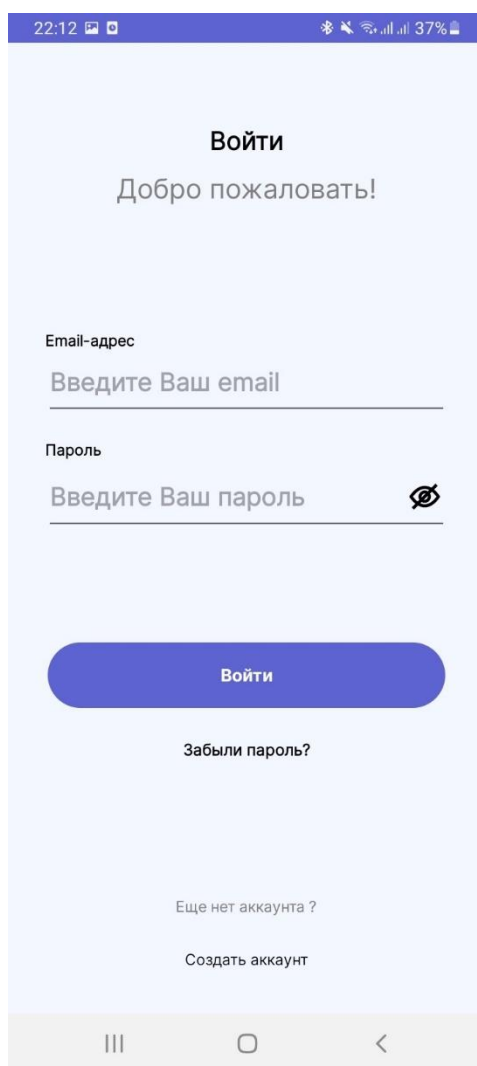 22:12
37%
Войти
Добро пожаловать!
Email-адрес
Введите Ваш email
Пароль
Введите Ваш пароль
Войти
Забыли пароль?
Еще нет аккаунта ?
Создать аккаунт